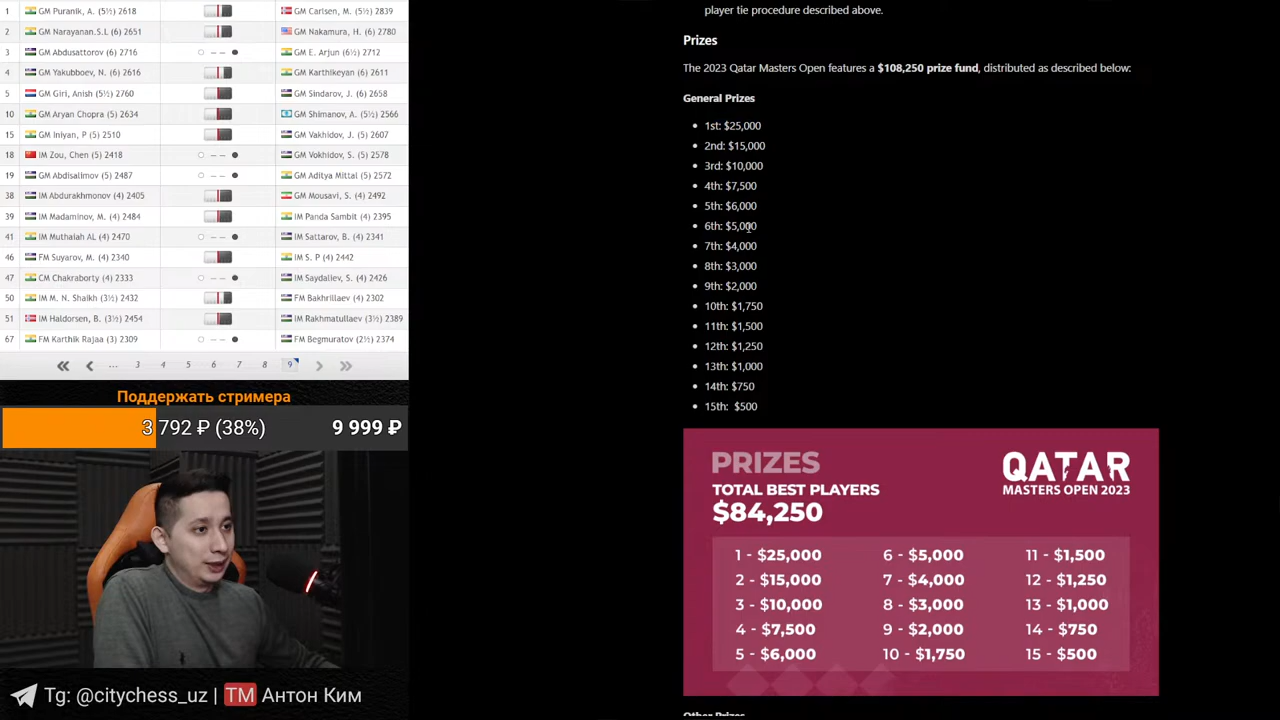 1 GM Puranik, A. (5½) 2618 GM Carlsen, M. (5½) 2839
2 GM Narayanan.S.L (6) 2651 GM Nakamura, H. (6) 2780
3 GM Abdusattorov (6) 2716 GM E. Arjun (6½) 2712
4 GM Yakubboev, N. (6) 2616 GM Karthikeyan (6) 2611
5 GM Giri, Anish (5½) 2760 GM Sindarov, J. (6) 2658
10 GM Aryan Chopra (5) 2634 GM Shimanov, A. (5½) 2566
15 GM Iniyan, P (5) 2510 GM Vakhidov, J. (5) 2607
18 IM Zou, Chen (5) 2418 GM Vokhidov, S. (5) 2578
19 GM Abdisalimov (5) 2487 GM Aditya Mittal (5) 2572
38 IM Abdurakhmonov (4) 2405 GM Mousavi, S. (4) 2492
39 IM Madaminov, M. (4) 2484 IM Panda Sambit (4) 2395
41 IM Muthaiah AL (4) 2470 IM Sattarov, B. (4) 2341
46 FM Suyarov, M. (4) 2340 IM S. P (4) 2442
47 CM Chakraborty (4) 2333 IM Saydaliev, S. (4) 2426
50 IM M. N. Shaikh (3½) 2432 FM Bakhrillaev (4) 2302
51 IM Haldorsen, B. (3½) 2454 IM Rakhmatullaev (3½) 2389
67 FM Karthik Rajaa (3) 2309 FM Begmuratov (2½) 2374
... 3 4 5 6 7 8 9
Поддержать стримера
3 792 ₽ (38%) 9 999 ₽
Tg: @citychess_uz | TM Антон Ким
player tie procedure described above.
Prizes
The 2023 Qatar Masters Open features a $108,250 prize fund, distributed as described below:
General Prizes
1st: $25,000
2nd: $15,000
3rd: $10,000
4th: $7,500
5th: $6,000
6th: $5,000
7th: $4,000
8th: $3,000
9th: $2,000
10th: $1,750
11th: $1,500
12th: $1,250
13th: $1,000
14th: $750
15th: $500
PRIZES
TOTAL BEST PLAYERS
$84,250
QATAR
MASTERS OPEN 2023
1 - $25,000 6 - $5,000 11 - $1,500
2 - $15,000 7 - $4,000 12 - $1,250
3 - $10,000 8 - $3,000 13 - $1,000
4 - $7,500 9 - $2,000 14 - $750
5 - $6,000 10 - $1,750 15 - $500
Other Prizes